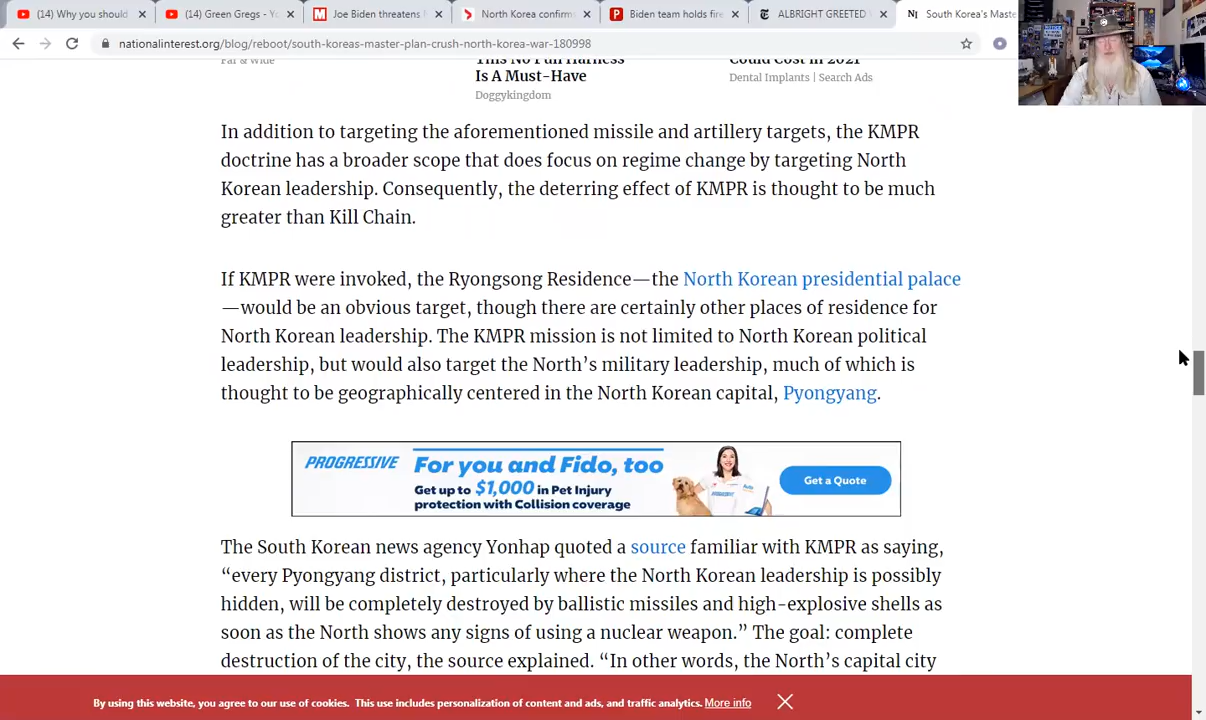 (14) Why you should
(14) Green Gregs - Yo
Joe Biden threatens N
North Korea confirm
Biden team holds fire
ALBRIGHT GREETED
South Korea's Maste
nationalinterest.org/blog/reboot/south-koreas-master-plan-crush-north-korea-war-180998
Far & Wide
This No Pull Harness
Is A Must-Have
Doggykingdom
Could Cost in 2021
Dental Implants | Search Ads
In addition to targeting the aforementioned missile and artillery targets, the KMPR
doctrine has a broader scope that does focus on regime change by targeting North
Korean leadership. Consequently, the deterring effect of KMPR is thought to be much
greater than Kill Chain.
If KMPR were invoked, the Ryongsong Residence—the North Korean presidential palace
—would be an obvious target, though there are certainly other places of residence for
North Korean leadership. The KMPR mission is not limited to North Korean political
leadership, but would also target the North’s military leadership, much of which is
thought to be geographically centered in the North Korean capital, Pyongyang.
PROGRESSIVE
For you and Fido, too
Get up to $1,000 in Pet Injury
protection with Collision coverage
Get a Quote
The South Korean news agency Yonhap quoted a source familiar with KMPR as saying,
“every Pyongyang district, particularly where the North Korean leadership is possibly
hidden, will be completely destroyed by ballistic missiles and high-explosive shells as
soon as the North shows any signs of using a nuclear weapon.” The goal: complete
destruction of the city, the source explained. “In other words, the North’s capital city
By using this website, you agree to our use of cookies. This use includes personalization of content and ads, and traffic analytics. More info